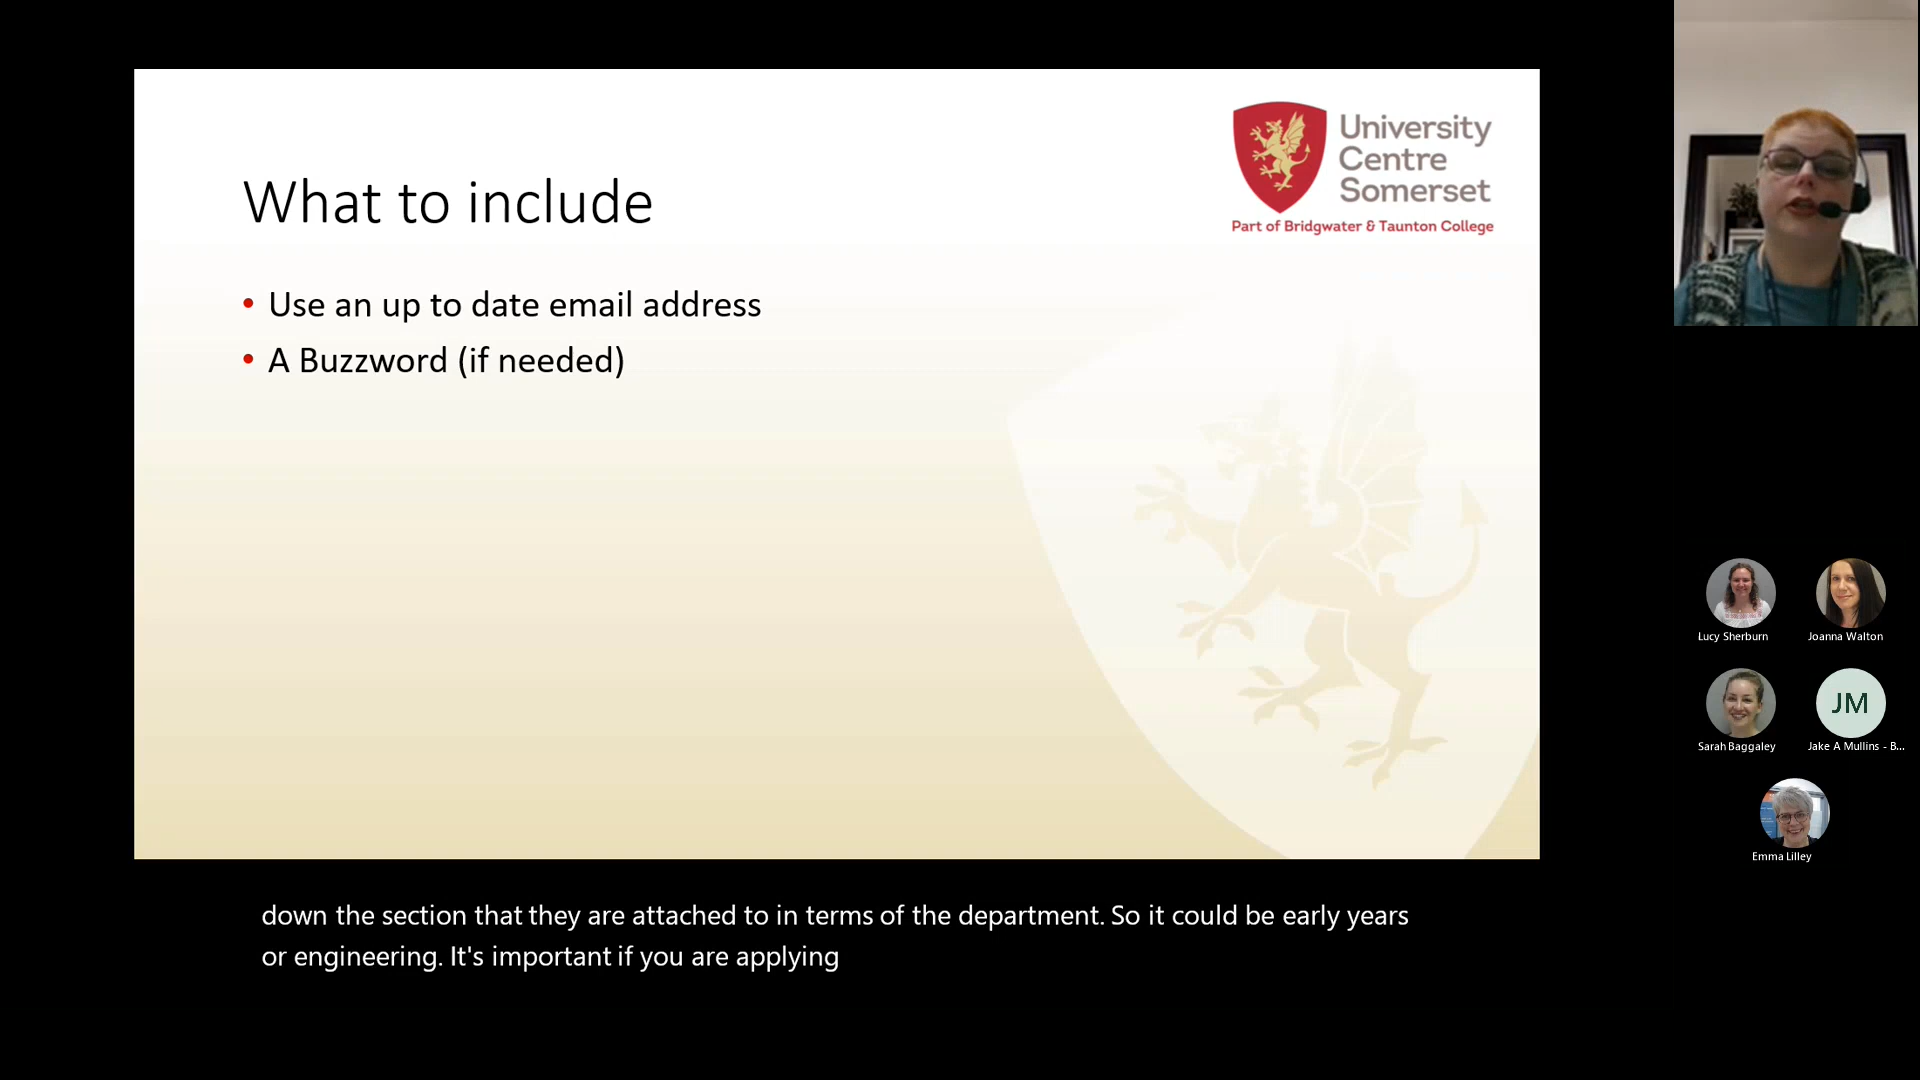 University
Centre
Somerset
Part of Bridgwater & Taunton College
What to include
• Use an up to date email address
• A Buzzword (if needed)
Lucy Sherburn
Joanna Walton
JM
Sarah Baggaley
Jake A Mullins - B...
Emma Lilley
down the section that they are attached to in terms of the department. So it could be early years
or engineering. It's important if you are applying